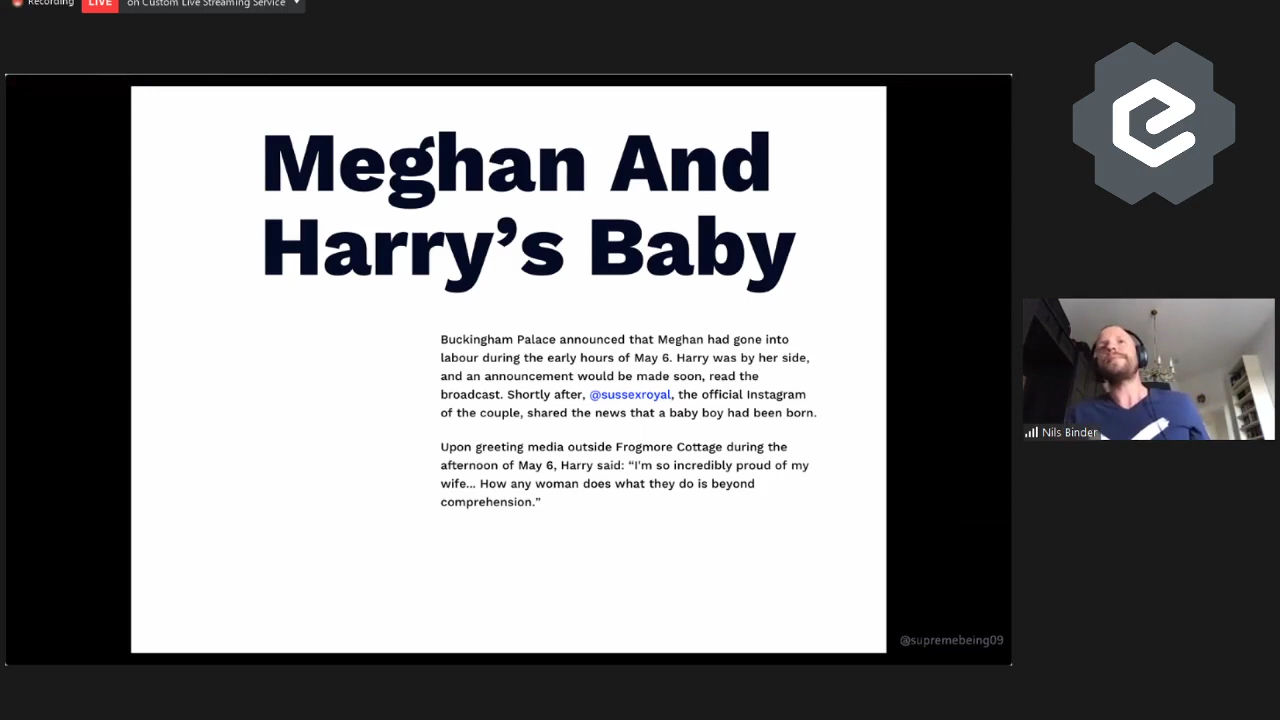 Recording
LIVE
on Custom Live Streaming Service
Meghan And
Harry’s Baby
Buckingham Palace announced that Meghan had gone into
labour during the early hours of May 6. Harry was by her side,
and an announcement would be made soon, read the
broadcast. Shortly after, @sussexroyal, the official Instagram
of the couple, shared the news that a baby boy had been born.
Upon greeting media outside Frogmore Cottage during the
afternoon of May 6, Harry said: “I'm so incredibly proud of my
wife... How any woman does what they do is beyond
comprehension.”
@supremebeing09
Nils Binder